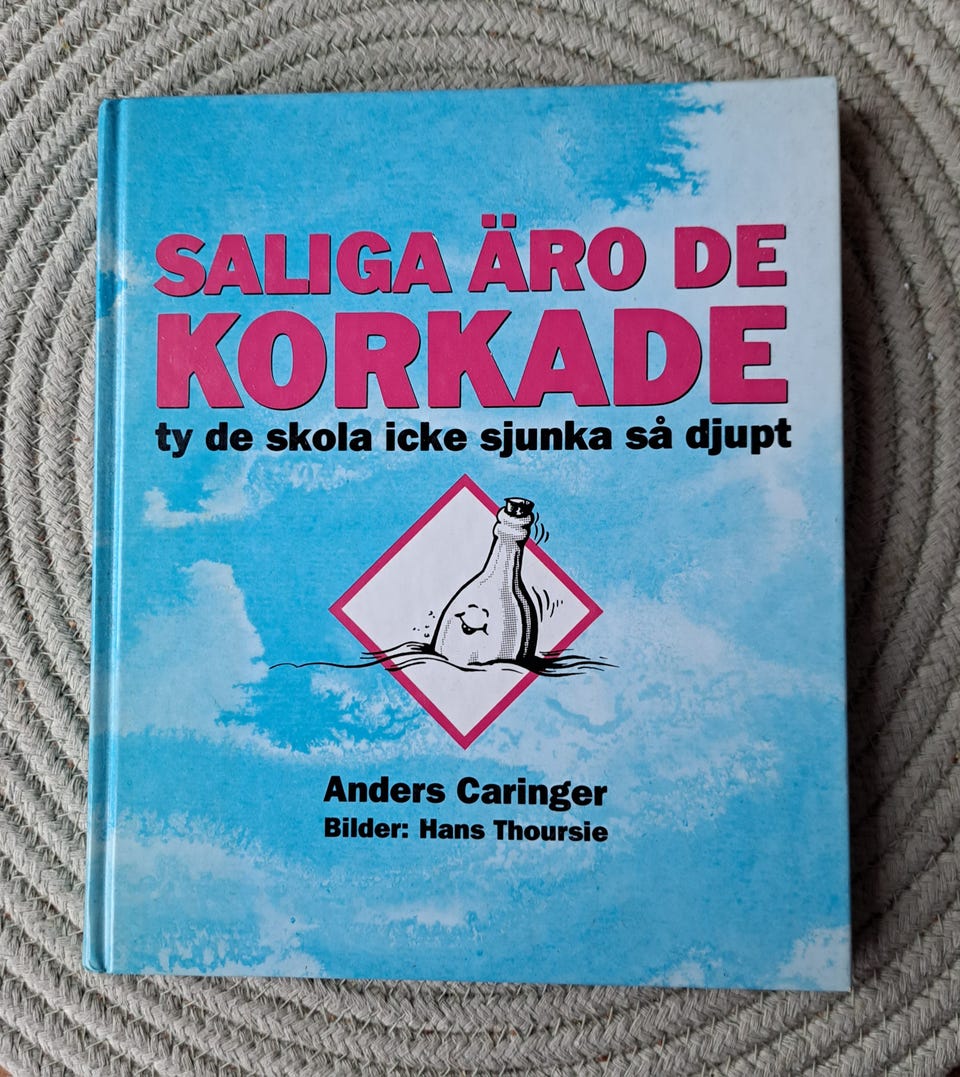 SALIGA ÄRO DE
KORKADE
ty de skola icke sjunka så djupt
Anders Caringer
Bilder: Hans Thoursie